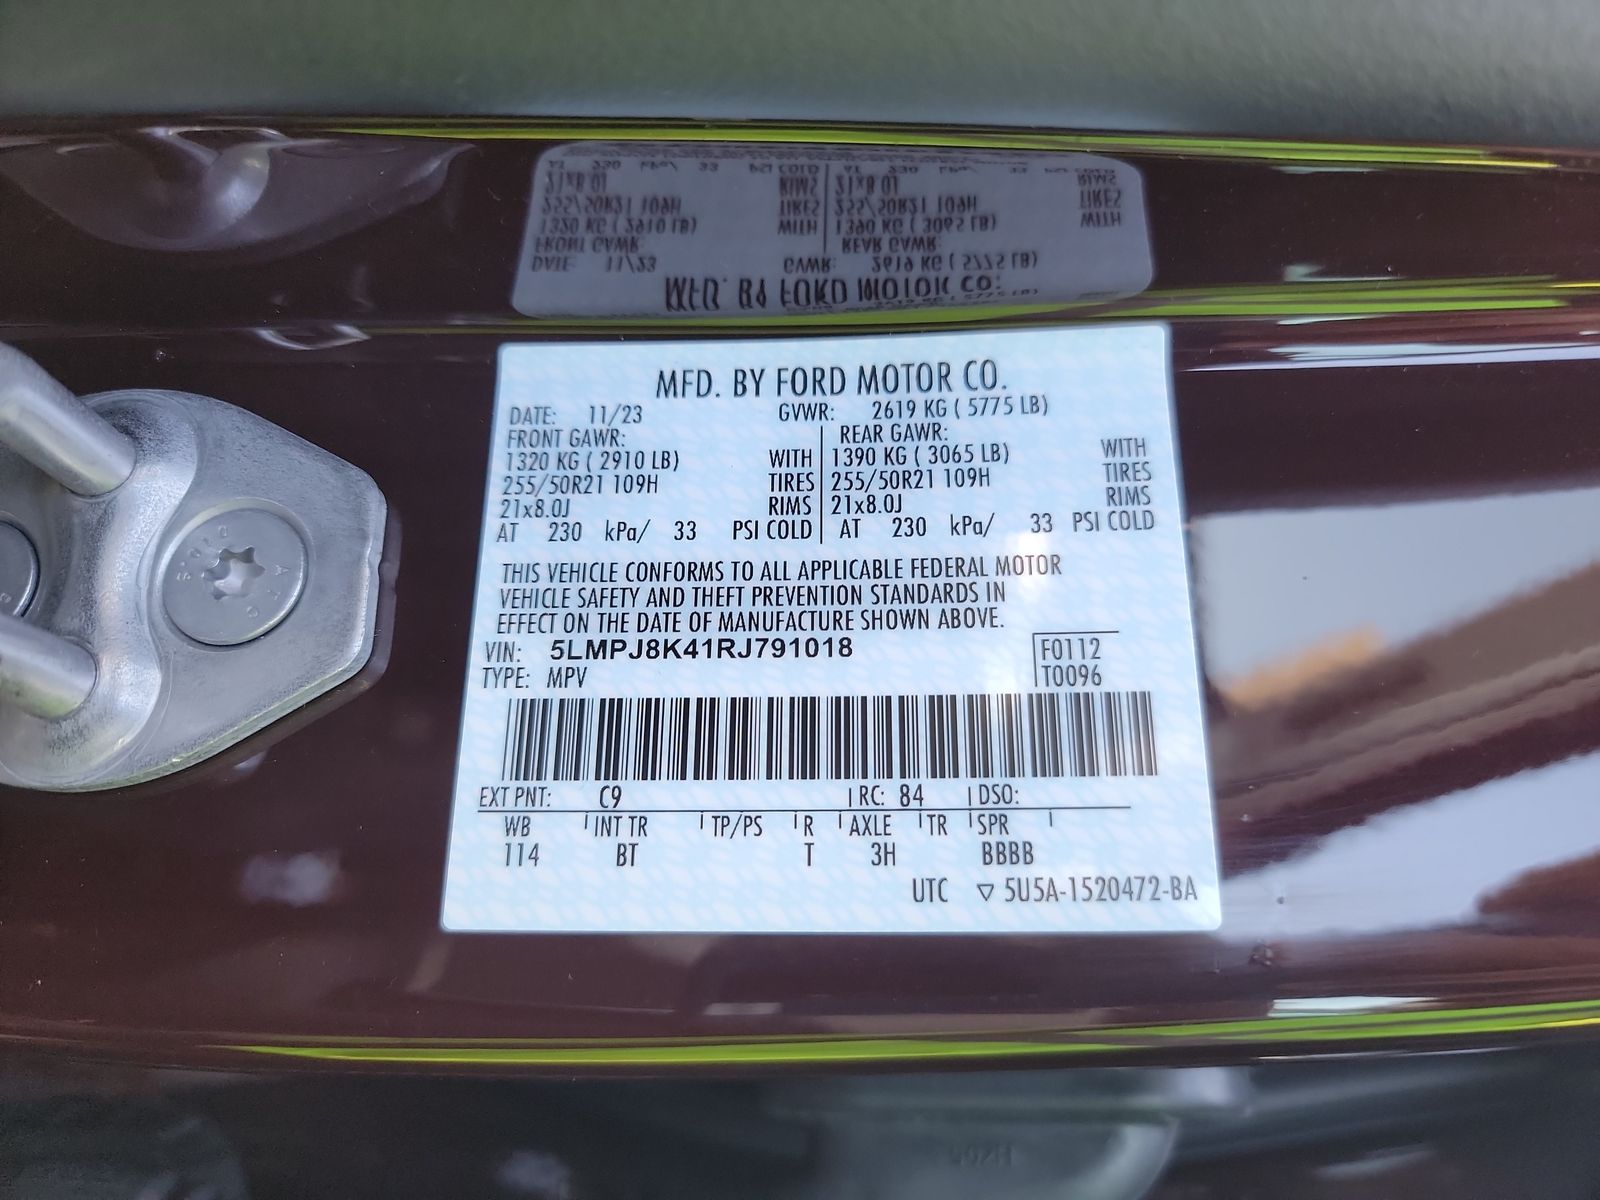 MFD. BY FORD MOTOR CO.
DATE: 11/23 GVWR: 2619 KG ( 5775 LB)
FRONT GAWR: REAR GAWR:
1320 KG ( 2910 LB) WITH 1390 KG ( 3065 LB) WITH
255/50R21 109H TIRES 255/50R21 109H TIRES
21x8.0J RIMS 21x8.0J RIMS
AT 230 kPa/ 33 PSI COLD AT 230 kPa/ 33 PSI COLD
THIS VEHICLE CONFORMS TO ALL APPLICABLE FEDERAL MOTOR
VEHICLE SAFETY AND THEFT PREVENTION STANDARDS IN
EFFECT ON THE DATE OF MANUFACTURE SHOWN ABOVE.
VIN: 5LMPJ8K41RJ791018 F0112
TYPE: MPV T0096
EXT PNT: C9 RC: 84 DSO:
WB INT TR TP/PS R AXLE TR SPR
114 BT T 3H BBBB
UTC ▽ 5U5A-1520472-BA